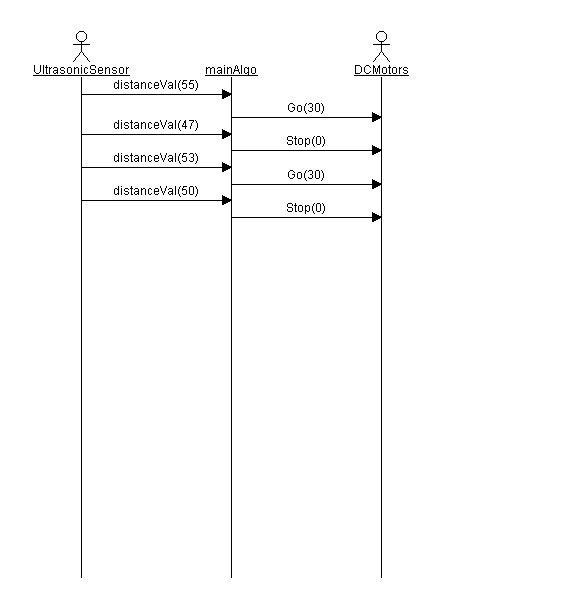 UltrasonicSensor mainAlgo DCMotors
distanceVal(55)
Go(30)
distanceVal(47)
Stop(0)
distanceVal(53)
Go(30)
distanceVal(50)
Stop(0)